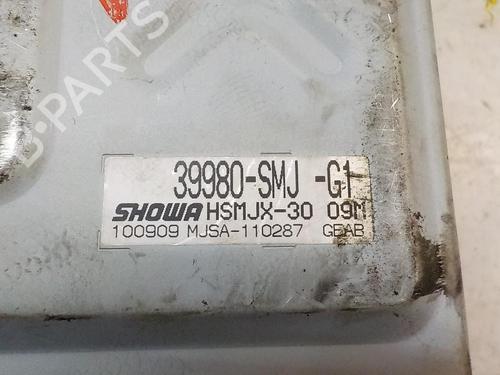 B-PARTS
39980-SMJ -G1
SHOWA HSMJX-30 09M
100909 MJSA-110287 GEAB